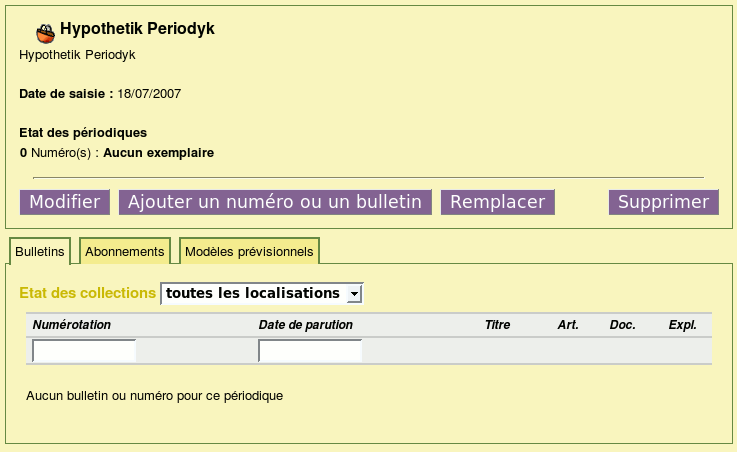 Hypothetik Periodyk
Hypothetik Periodyk
Date de saisie : 18/07/2007
Etat des périodiques
0 Numéro(s) : Aucun exemplaire
Modifier Ajouter un numéro ou un bulletin Remplacer Supprimer
Bulletins Abonnements Modèles prévisionnels
Etat des collections toutes les localisations
Numérotation Date de parution Titre Art. Doc. Expl.
Aucun bulletin ou numéro pour ce périodique